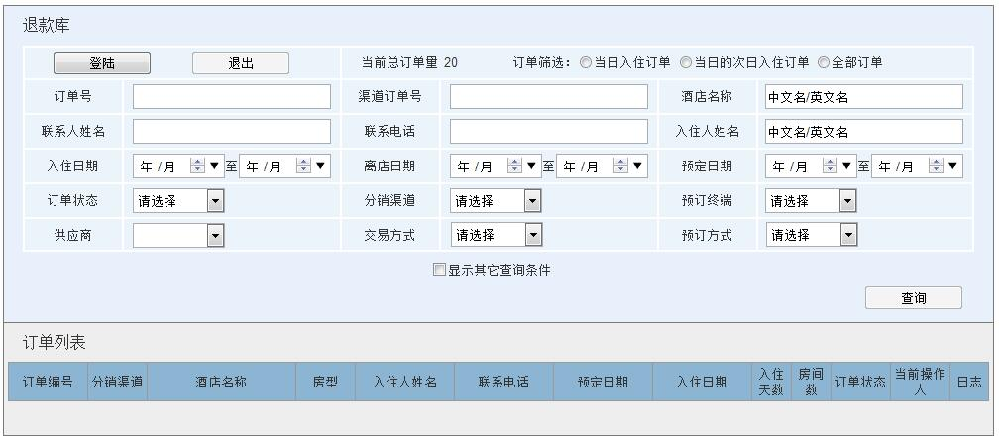 退款库
登陆 退出 当前总订单量 20 订单筛选： 当日入住订单 当日的次日入住订单 全部订单
订单号 渠道订单号 酒店名称 中文名/英文名
联系人姓名 联系电话 入住人姓名 中文名/英文名
入住日期 年 /月 至 年 /月 离店日期 年 /月 至 年 /月 预定日期 年 /月 至 年 /月
订单状态 请选择 分销渠道 请选择 预订终端 请选择
供应商 交易方式 请选择 预订方式 请选择
显示其它查询条件
查询
订单列表
订单编号 分销渠道 酒店名称 房型 入住人姓名 联系电话 预定日期 入住日期 入住天数 房间数 订单状态 当前操作人 日志